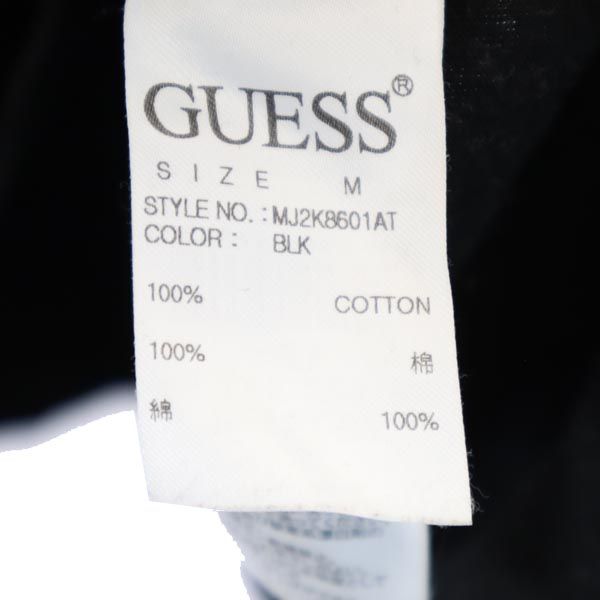 GUESS®
SIZE M
STYLE NO. : MJ2K8601AT
COLOR : BLK
100% COTTON
100% 棉
綿 100%